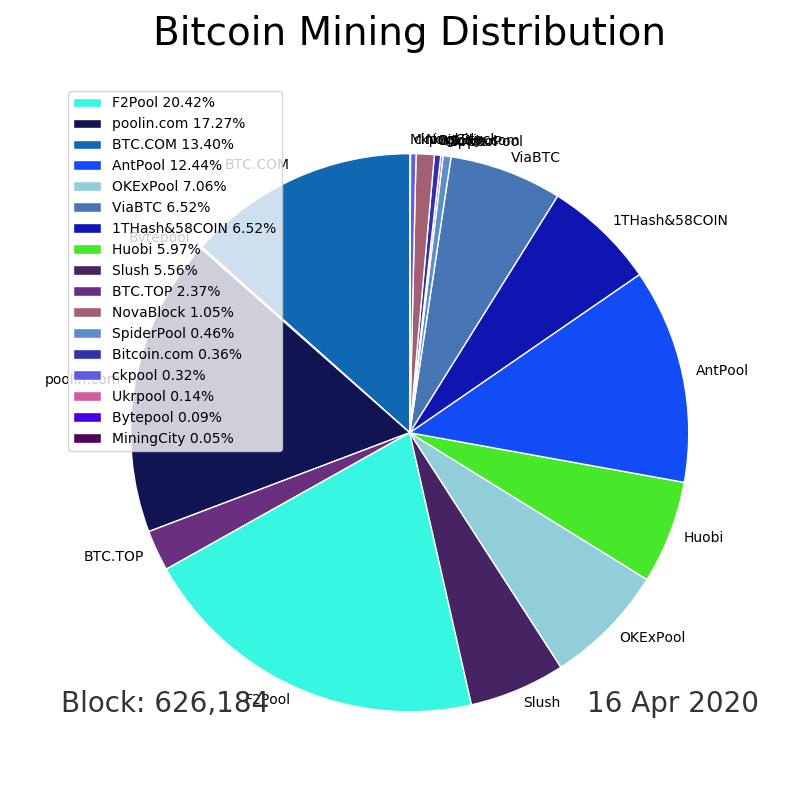 Bitcoin Mining Distribution
F2Pool 20.42%
poolin.com 17.27%
BTC.COM 13.40%
AntPool 12.44%
OKExPool 7.06%
ViaBTC 6.52%
1THash&58COIN 6.52%
Huobi 5.97%
Slush 5.56%
BTC.TOP 2.37%
NovaBlock 1.05%
SpiderPool 0.46%
Bitcoin.com 0.36%
ckpool 0.32%
Ukrpool 0.14%
Bytepool 0.09%
MiningCity 0.05%
BTC.COM
Bytepool
poolin.com
BTC.TOP
F2Pool
Slush
OKExPool
Huobi
AntPool
1THash&58COIN
ViaBTC
Block: 626,184
16 Apr 2020